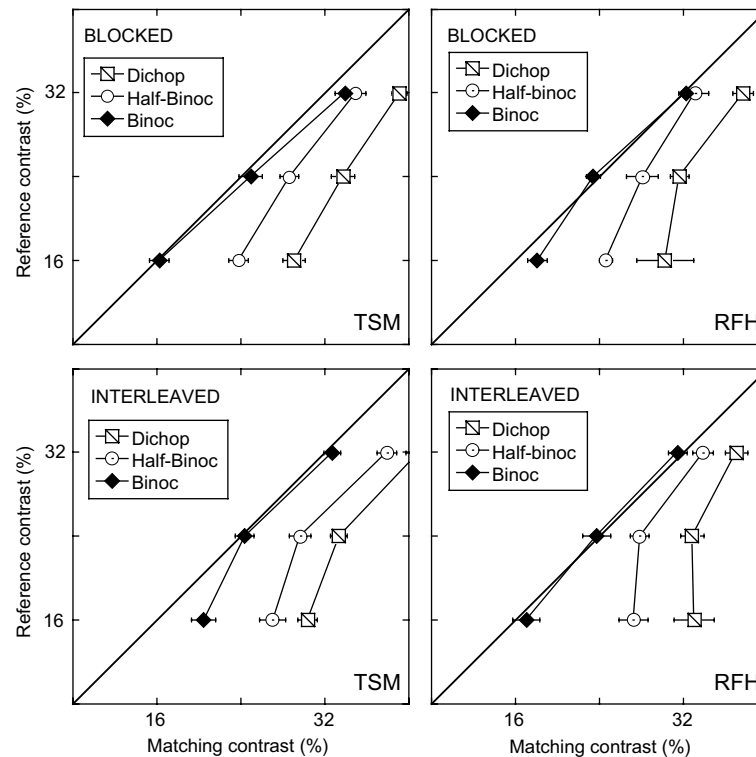 BLOCKED
Dichop
Half-Binoc
Binoc
32
16
Reference contrast (%)
TSM
BLOCKED
Dichop
Half-binoc
Binoc
RFH
INTERLEAVED
Dichop
Half-Binoc
Binoc
32
16
Reference contrast (%)
TSM
16
32
Matching contrast (%)
INTERLEAVED
Dichop
Half-binoc
Binoc
RFH
16
32
Matching contrast (%)